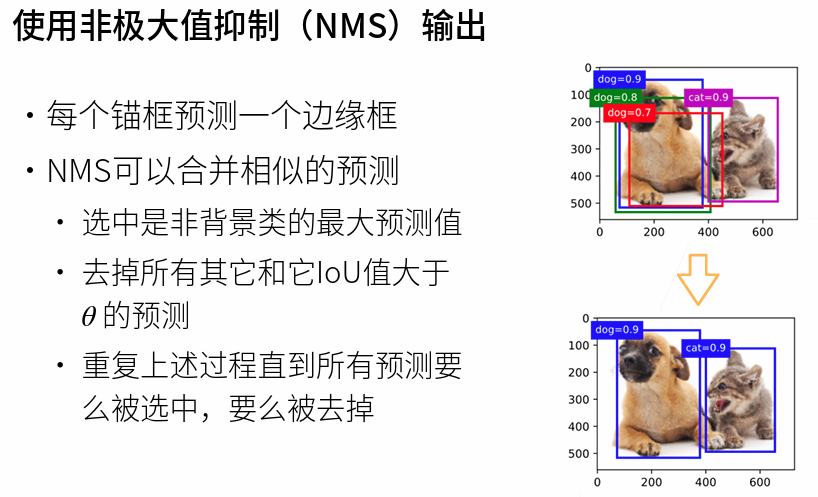 使用非极大值抑制（NMS）输出
• 每个锚框预测一个边缘框
• NMS可以合并相似的预测
• 选中是非背景类的最大预测值
• 去掉所有其它和它IoU值大于
θ 的预测
• 重复上述过程直到所有预测要
么被选中，要么被去掉
0
dog=0.9
100
dog=0.8
cat=0.9
dog=0.7
200
300
400
500
0 200 400 600
0
dog=0.9
100
cat=0.9
200
300
400
500
0 200 400 600